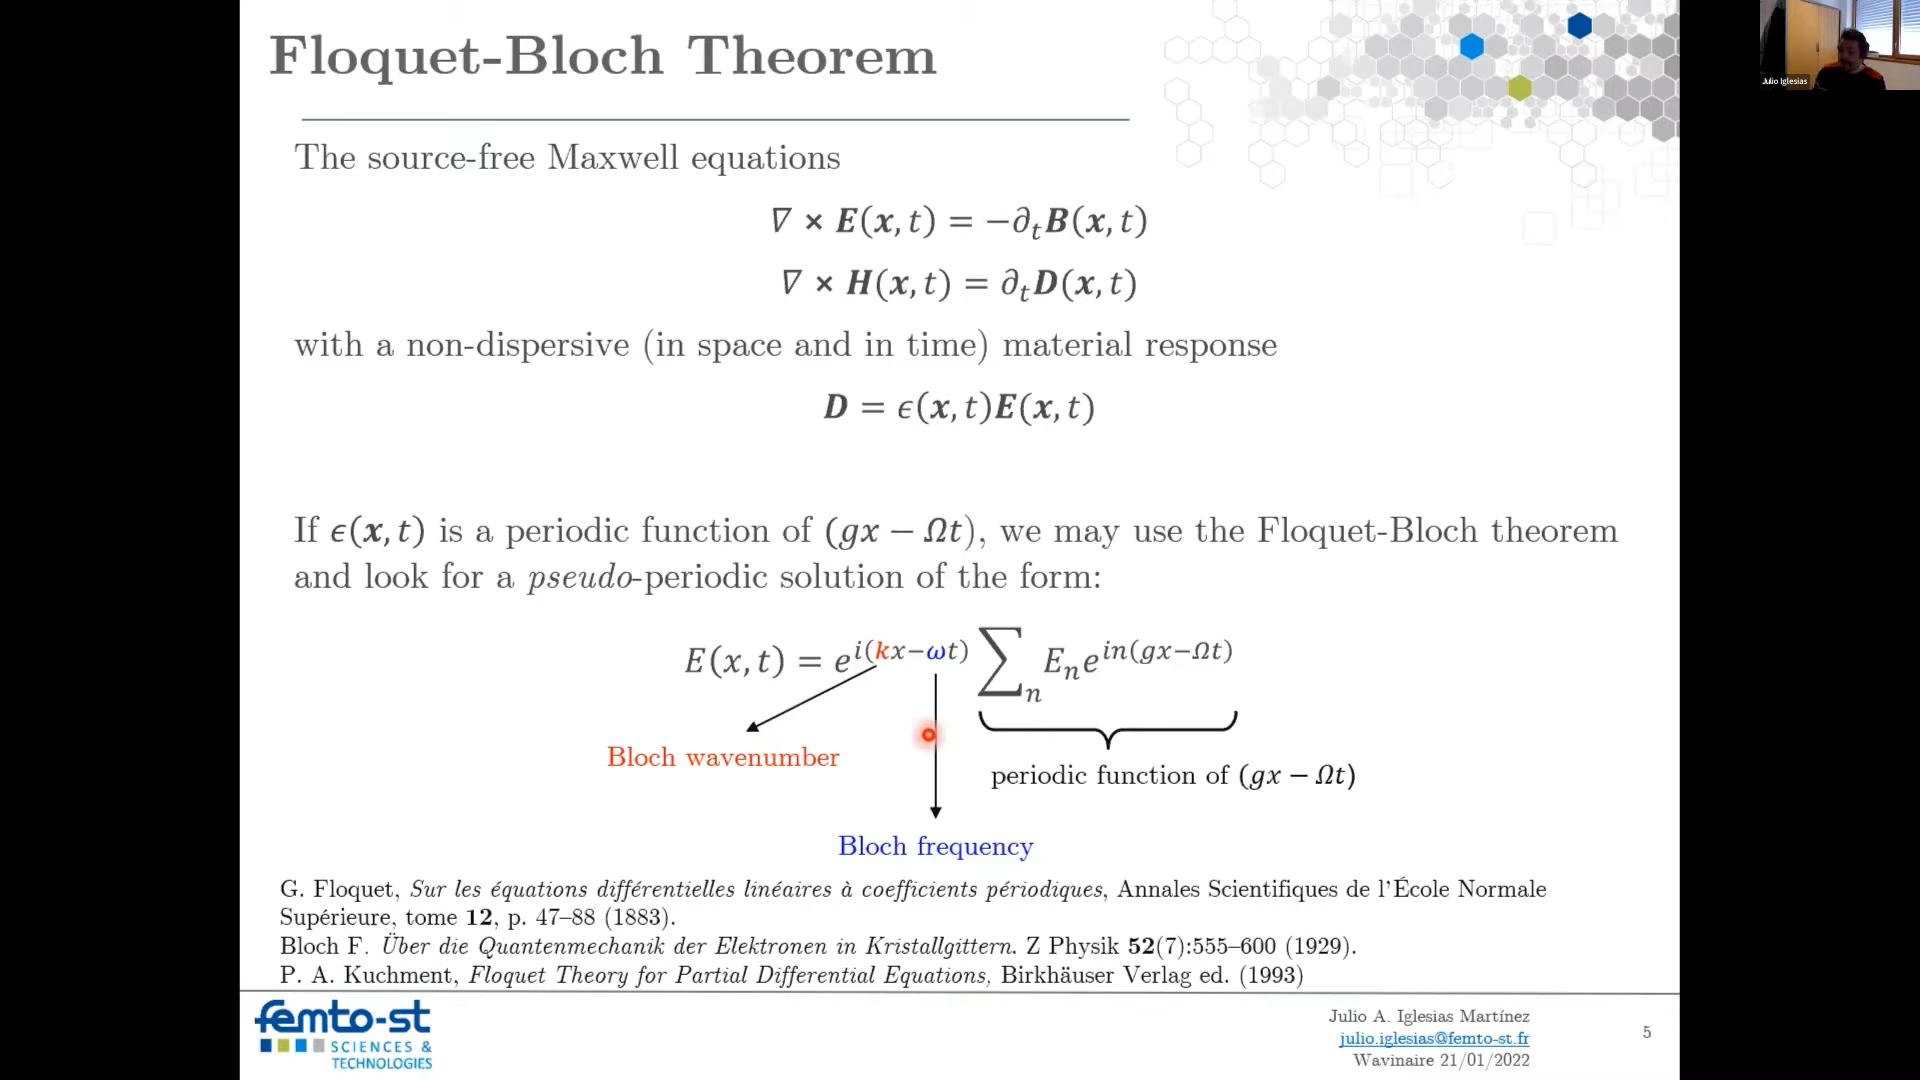 Floquet-Bloch Theorem
Julio Iglesias
The source-free Maxwell equations
∇ × E(x, t) = −∂ₜB(x, t)
∇ × H(x, t) = ∂ₜD(x, t)
with a non-dispersive (in space and in time) material response
D = ϵ(x, t)E(x, t)
If ϵ(x, t) is a periodic function of (gx − Ωt), we may use the Floquet-Bloch theorem
and look for a pseudo-periodic solution of the form:
E(x, t) = e^{i(kx−ωt)} ∑ₙ Eₙe^{in(gx−Ωt)}
Bloch wavenumber
periodic function of (gx − Ωt)
Bloch frequency
G. Floquet, Sur les équations différentielles linéaires à coefficients périodiques, Annales Scientifiques de l'École Normale
Supérieure, tome 12, p. 47–88 (1883).
Bloch F. Über die Quantenmechanik der Elektronen in Kristallgittern. Z Physik 52(7):555–600 (1929).
P. A. Kuchment, Floquet Theory for Partial Differential Equations, Birkhäuser Verlag ed. (1993)
femto-st
SCIENCES &
TECHNOLOGIES
Julio A. Iglesias Martínez
julio.iglesias@femto-st.fr
Wavinaire 21/01/2022
5